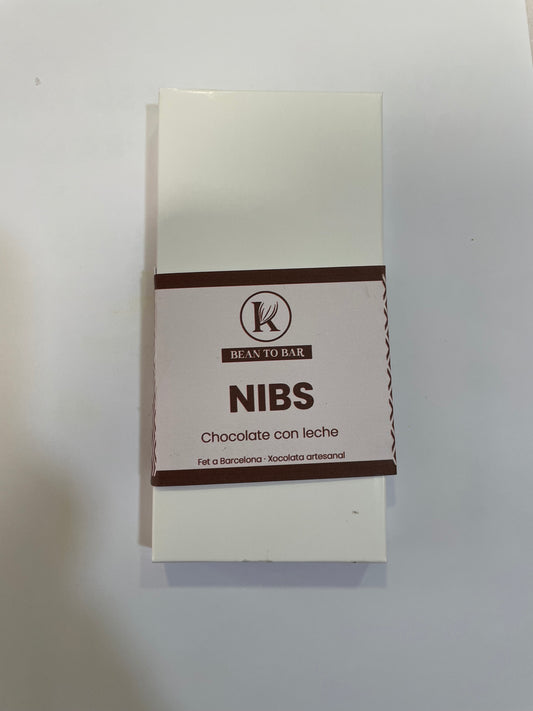 K
BEAN TO BAR
NIBS
Chocolate con leche
Fet a Barcelona · Xocolata artesanal